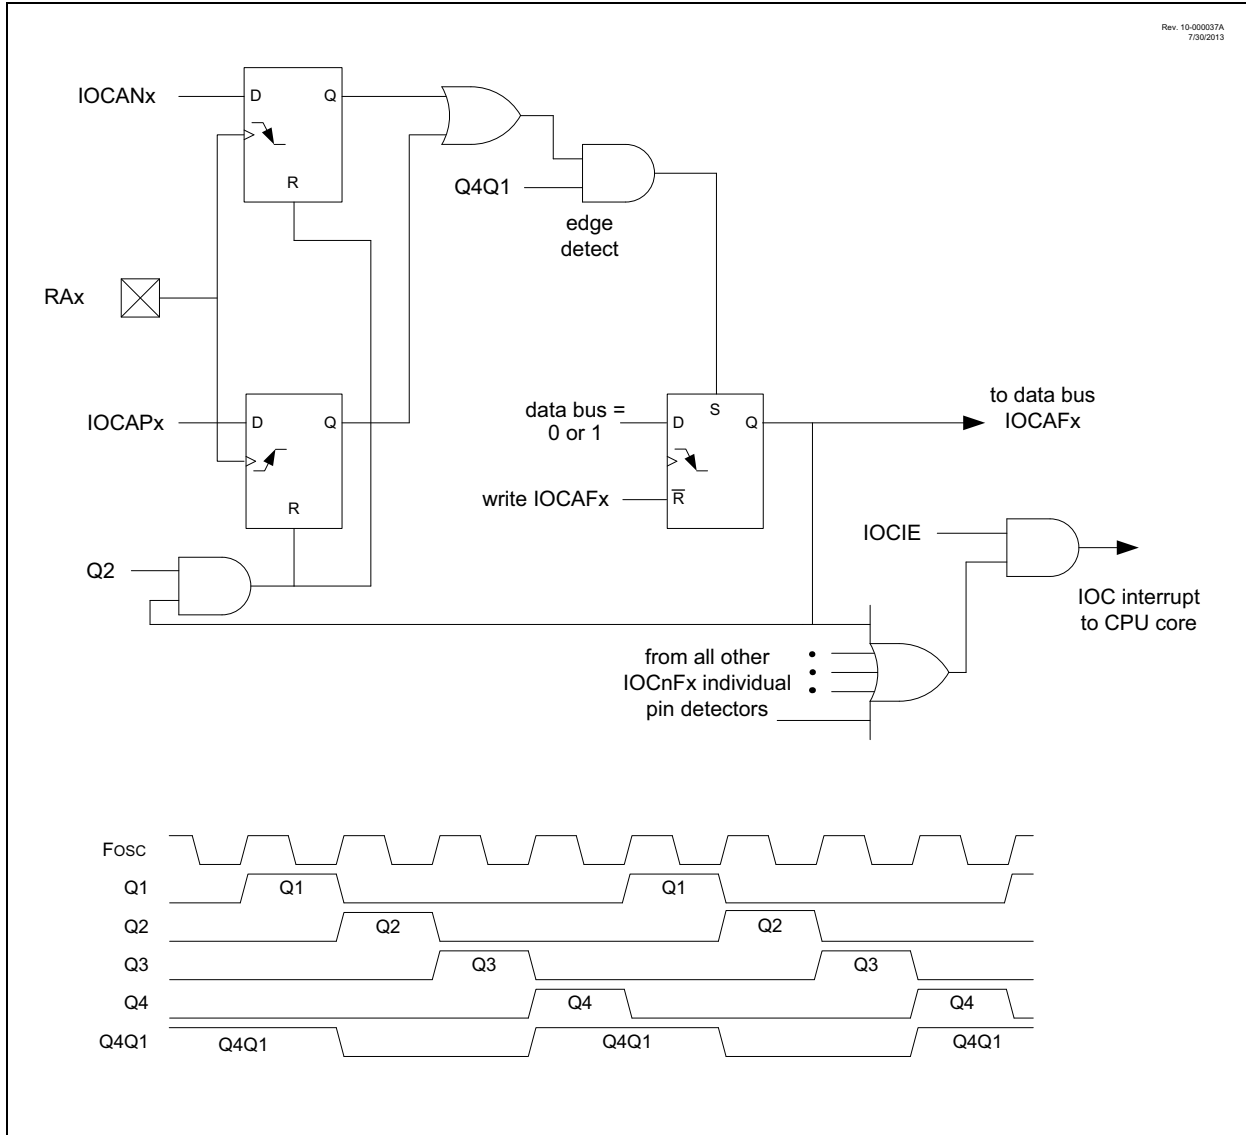 Rev. 10-000037A
7/30/2013
IOCANx
D
Q
R
Q4Q1
edge
detect
RAx
IOCAPx
D
Q
R
data bus =
0 or 1
S
D
Q
R̅
write IOCAFx
to data bus
IOCAFx
Q2
IOCIE
IOC interrupt
to CPU core
from all other
IOCnFx individual
pin detectors
Fosc
Q1
Q1
Q1
Q2
Q2
Q2
Q3
Q3
Q3
Q4
Q4
Q4
Q4Q1
Q4Q1
Q4Q1
Q4Q1